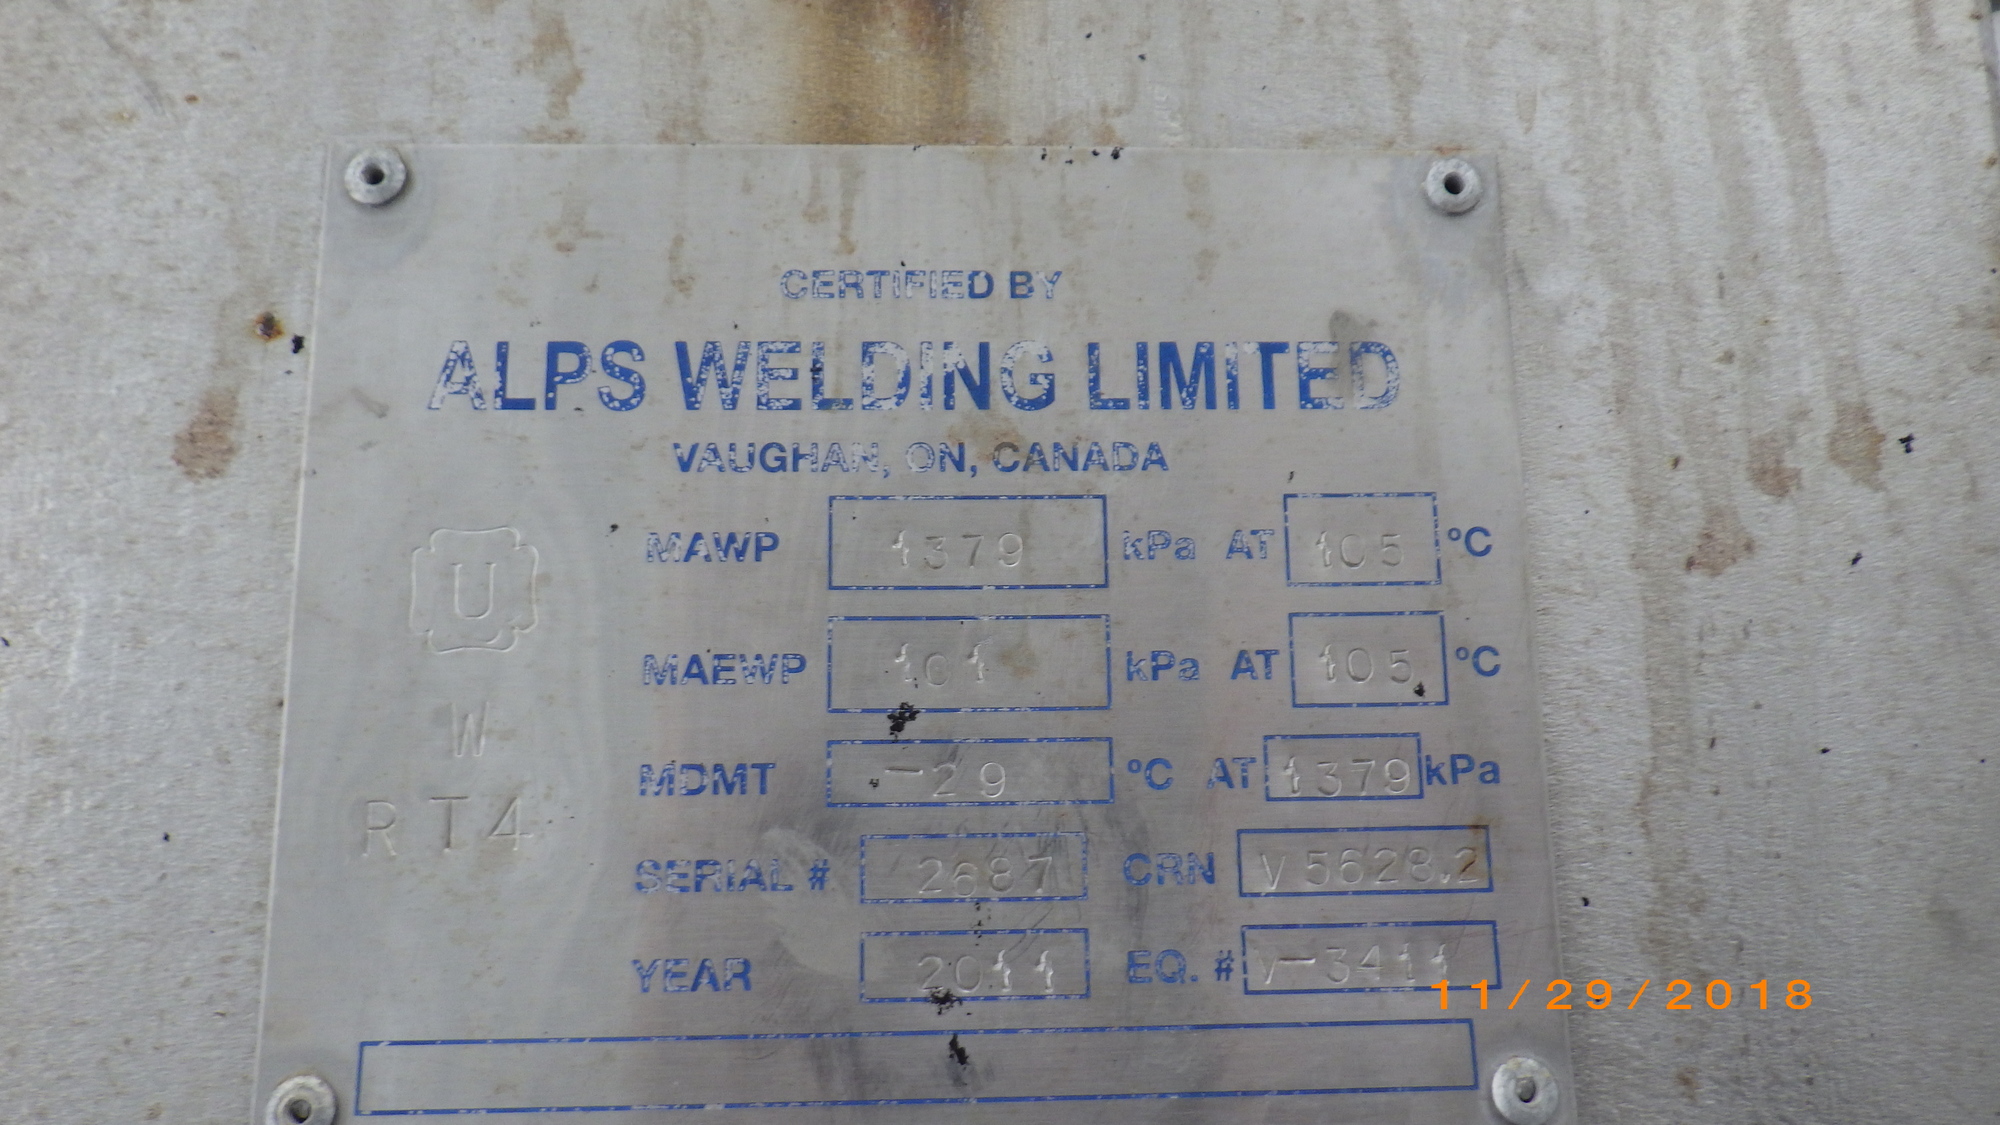 CERTIFIED BY
ALPS WELDING LIMITED
VAUGHAN, ON, CANADA
U
W
RT4
MAWP 1379 kPa AT 105 °C
MAEWP 101 kPa AT 105 °C
MDMT -29 °C AT 1379 kPa
SERIAL # 2687 CRN V5628.2
YEAR 2011 EQ. # V-3411
11/29/2018